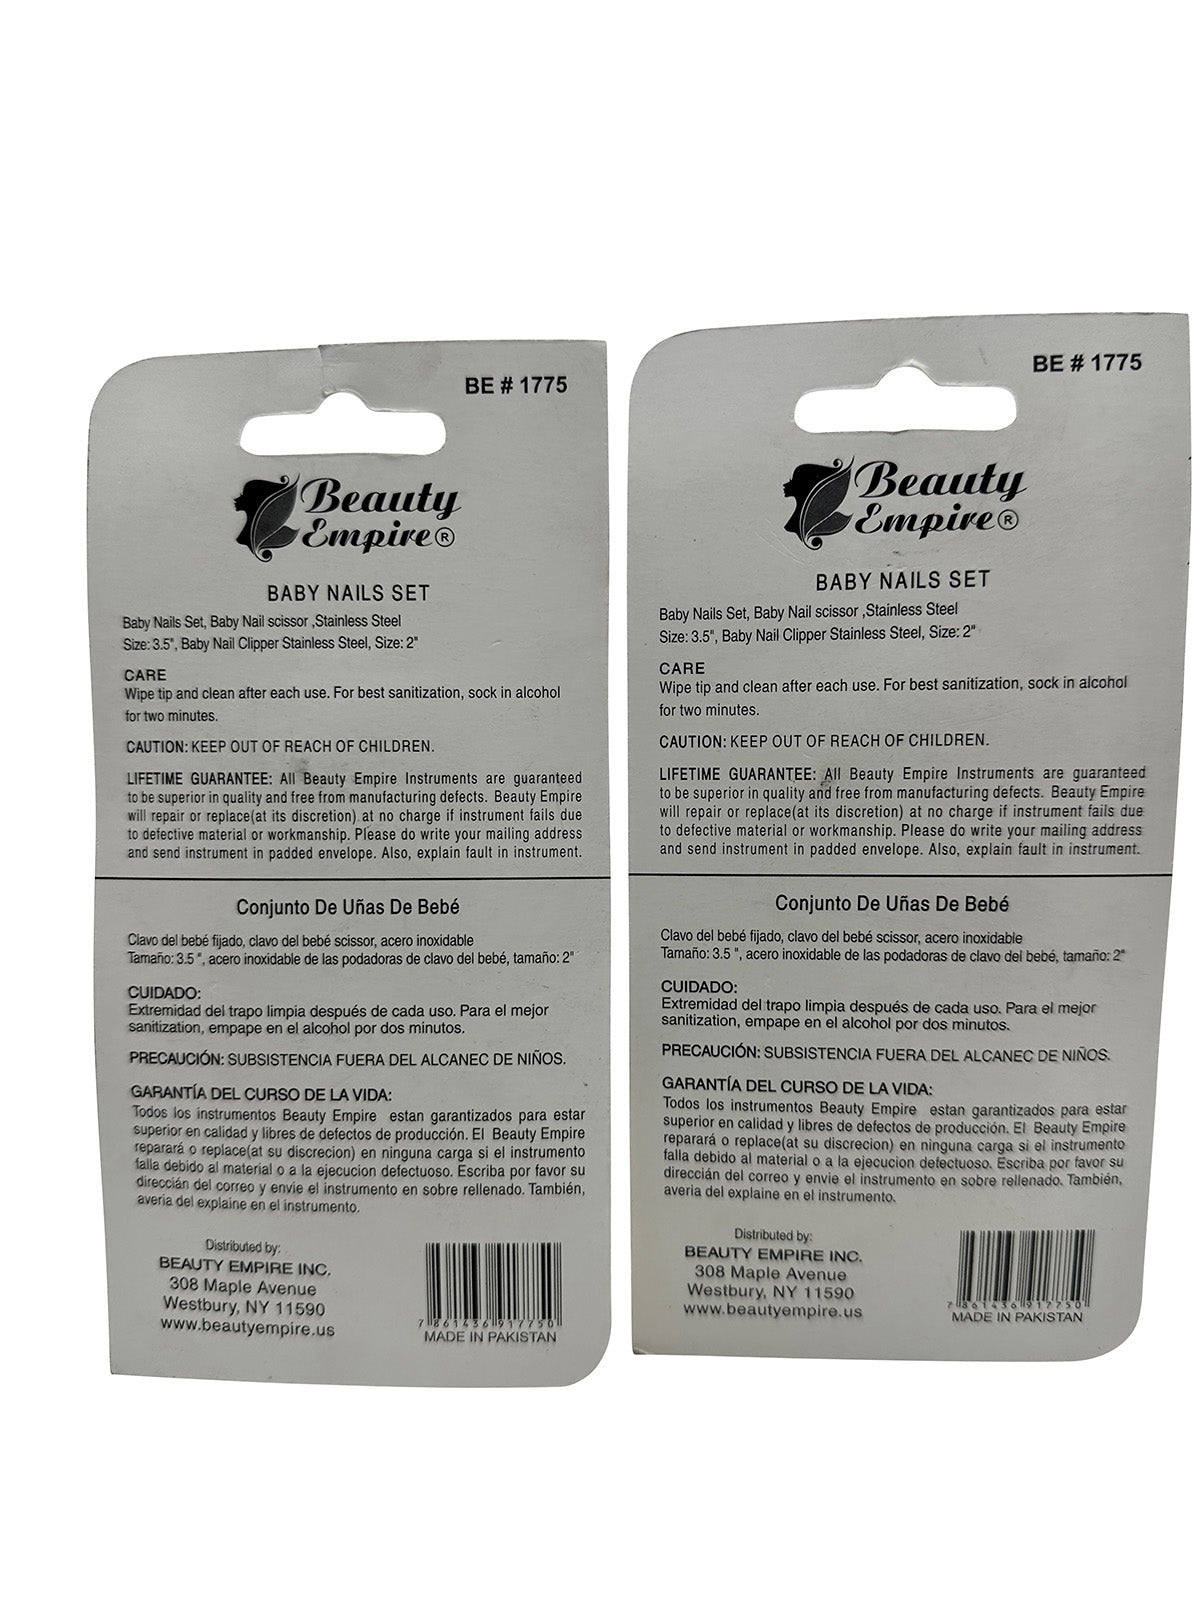 BE # 1775
Beauty
Empire®
BABY NAILS SET
Baby Nails Set, Baby Nail scissor ,Stainless Steel
Size: 3.5", Baby Nail Clipper Stainless Steel, Size: 2"
CARE
Wipe tip and clean after each use. For best sanitization, sock in alcohol
for two minutes.
CAUTION: KEEP OUT OF REACH OF CHILDREN.
LIFETIME GUARANTEE: All Beauty Empire Instruments are guaranteed
to be superior in quality and free from manufacturing defects. Beauty Empire
will repair or replace(at its discretion) at no charge if instrument fails due
to defective material or workmanship. Please do write your mailing address
and send instrument in padded envelope. Also, explain fault in instrument.
Conjunto De Uñas De Bebé
Clavo del bebé fijado, clavo del bebé scissor, acero inoxidable
Tamaño: 3.5 ", acero inoxidable de las podadoras de clavo del bebé, tamaño: 2"
CUIDADO:
Extremidad del trapo limpia después de cada uso. Para el mejor
sanitization, empape en el alcohol por dos minutos.
PRECAUCIÓN: SUBSISTENCIA FUERA DEL ALCANEC DE NIÑOS.
GARANTÍA DEL CURSO DE LA VIDA:
Todos los instrumentos Beauty Empire estan garantizados para estar
superior en calidad y libres de defectos de producción. El Beauty Empire
reparará o replace(at su discrecion) en ninguna carga si el instrumento
falla debido al material o a la ejecucion defectuoso. Escriba por favor su
dirección del correo y envie el instrumento en sobre rellenado. También,
averia del explaine en el instrumento.
Distributed by:
BEAUTY EMPIRE INC.
308 Maple Avenue
Westbury, NY 11590
www.beautyempire.us
7 861436 917750
MADE IN PAKISTAN
BE # 1775
Beauty
Empire®
BABY NAILS SET
Baby Nails Set, Baby Nail scissor ,Stainless Steel
Size: 3.5", Baby Nail Clipper Stainless Steel, Size: 2"
CARE
Wipe tip and clean after each use. For best sanitization, sock in alcohol
for two minutes.
CAUTION: KEEP OUT OF REACH OF CHILDREN.
LIFETIME GUARANTEE: All Beauty Empire Instruments are guaranteed
to be superior in quality and free from manufacturing defects. Beauty Empire
will repair or replace(at its discretion) at no charge if instrument fails due
to defective material or workmanship. Please do write your mailing address
and send instrument in padded envelope. Also, explain fault in instrument.
Conjunto De Uñas De Bebé
Clavo del bebé fijado, clavo del bebé scissor, acero inoxidable
Tamaño: 3.5 ", acero inoxidable de las podadoras de clavo del bebé, tamaño: 2"
CUIDADO:
Extremidad del trapo limpia después de cada uso. Para el mejor
sanitization, empape en el alcohol por dos minutos.
PRECAUCIÓN: SUBSISTENCIA FUERA DEL ALCANEC DE NIÑOS.
GARANTÍA DEL CURSO DE LA VIDA:
Todos los instrumentos Beauty Empire estan garantizados para estar
superior en calidad y libres de defectos de producción. El Beauty Empire
reparará o replace(at su discrecion) en ninguna carga si el instrumento
falla debido al material o a la ejecucion defectuoso. Escriba por favor su
dirección del correo y envie el instrumento en sobre rellenado. También,
averia del explaine en el instrumento.
Distributed by:
BEAUTY EMPIRE INC.
308 Maple Avenue
Westbury, NY 11590
www.beautyempire.us
7 861436 917750
MADE IN PAKISTAN